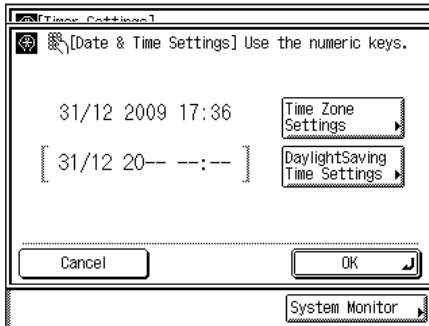 [Timer Settings]
[Date & Time Settings] Use the numeric keys.
31/12 2009 17:36
Time Zone
Settings
[ 31/12 20-- --:-- ]
DaylightSaving
Time Settings
Cancel
OK
System Monitor